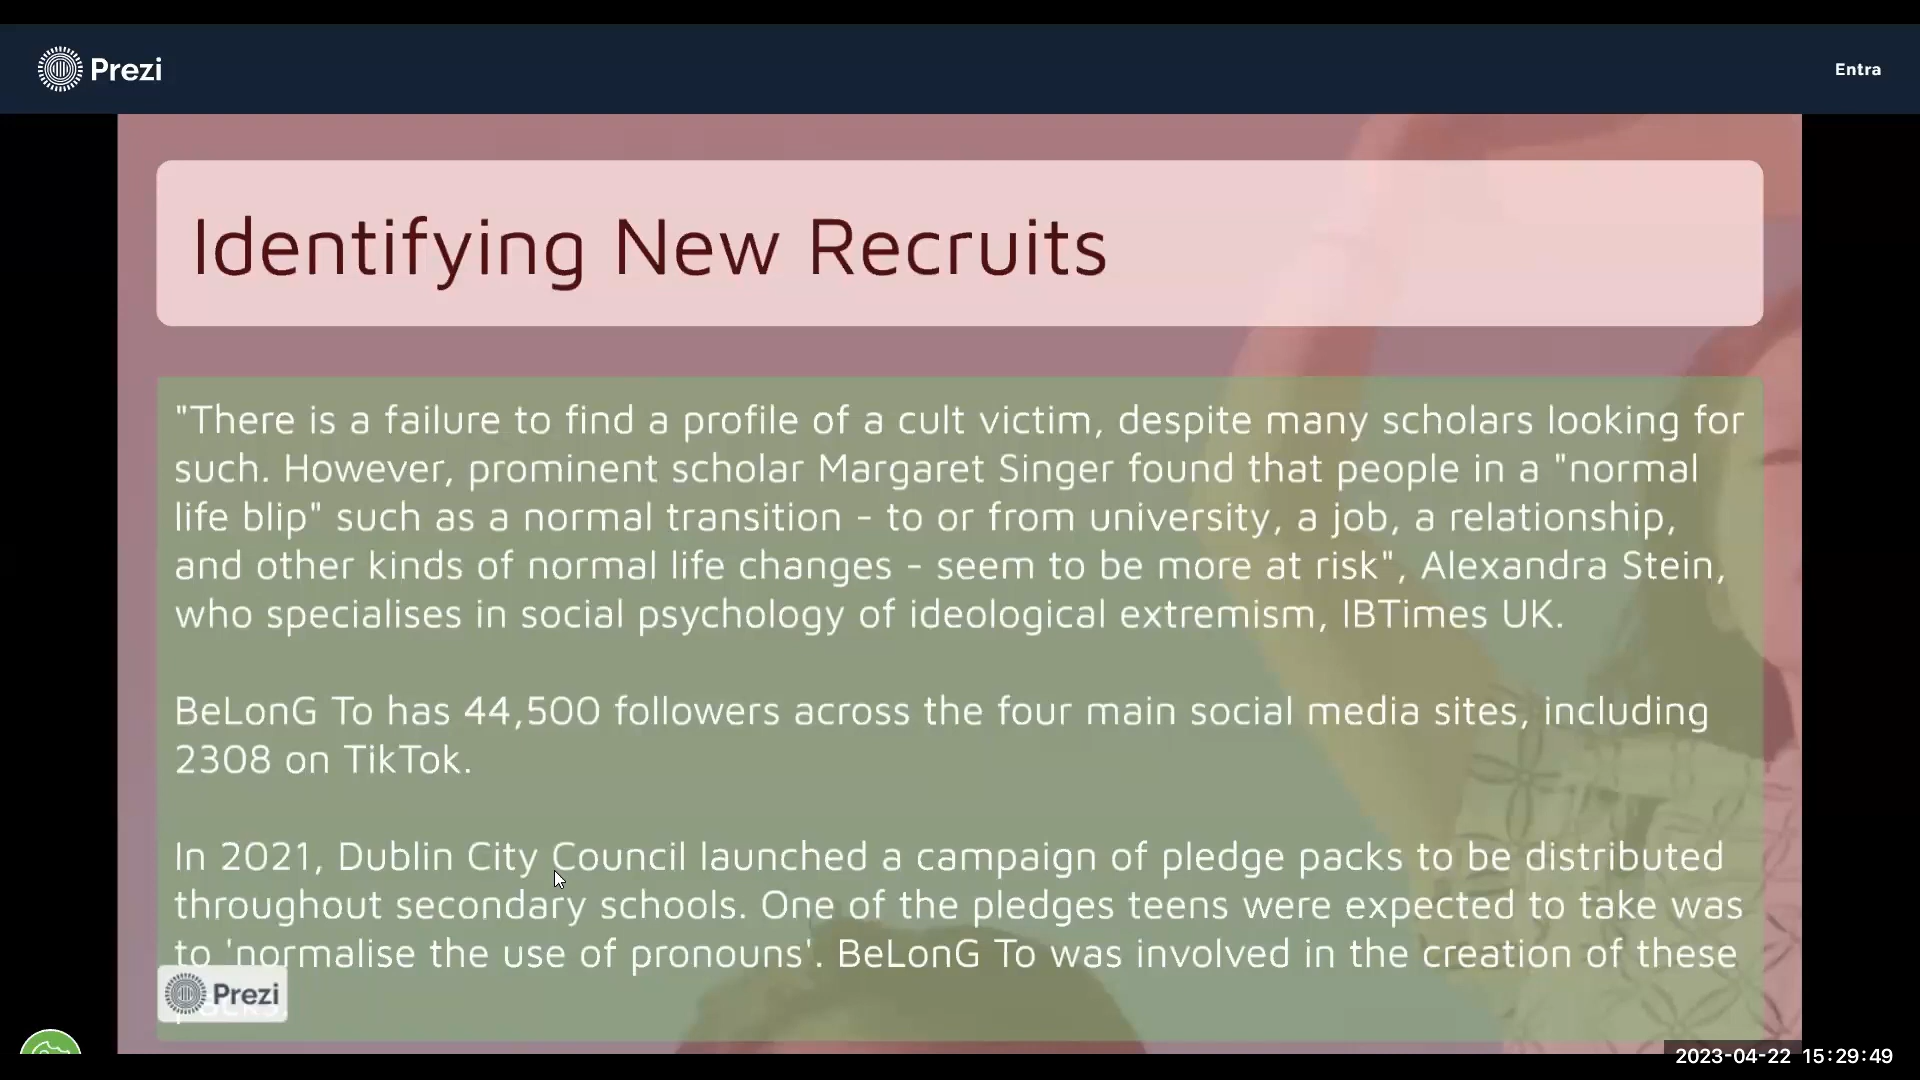 Prezi
Entra
Identifying New Recruits
"There is a failure to find a profile of a cult victim, despite many scholars looking for
such. However, prominent scholar Margaret Singer found that people in a "normal
life blip" such as a normal transition - to or from university, a job, a relationship,
and other kinds of normal life changes - seem to be more at risk", Alexandra Stein,
who specialises in social psychology of ideological extremism, IBTimes UK.
BeLonG To has 44,500 followers across the four main social media sites, including
2308 on TikTok.
In 2021, Dublin City Council launched a campaign of pledge packs to be distributed
throughout secondary schools. One of the pledges teens were expected to take was
to 'normalise the use of pronouns'. BeLonG To was involved in the creation of these
Prezi
2023-04-22 15:29:49